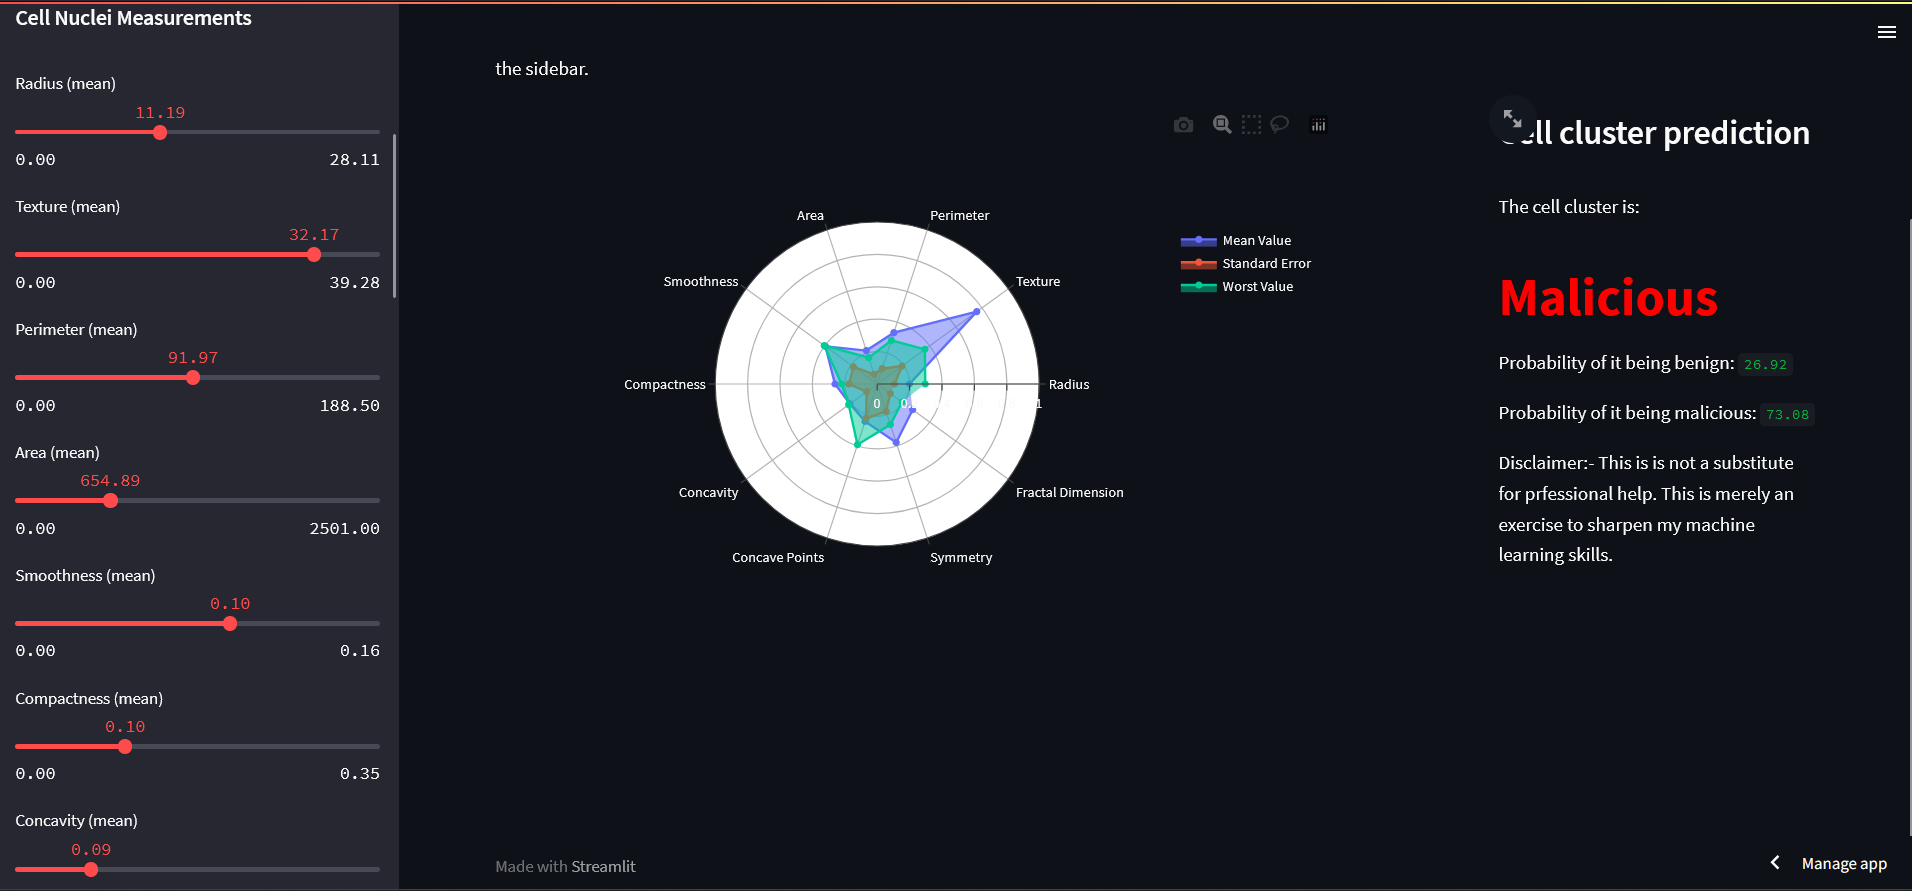 Cell Nuclei Measurements
Radius (mean)
11.19
0.00 28.11
Texture (mean)
32.17
0.00 39.28
Perimeter (mean)
91.97
0.00 188.50
Area (mean)
654.89
0.00 2501.00
Smoothness (mean)
0.10
0.00 0.16
Compactness (mean)
0.10
0.00 0.35
Concavity (mean)
0.09
the sidebar.
Area
Perimeter
Smoothness
Texture
Compactness
Radius
0
1
Concavity
Fractal Dimension
Concave Points
Symmetry
Mean Value
Standard Error
Worst Value
Made with Streamlit
cluster prediction
The cell cluster is:
Malicious
Probability of it being benign: 26.92
Probability of it being malicious: 73.08
Disclaimer:- This is is not a substitute
for prfessional help. This is merely an
exercise to sharpen my machine
learning skills.
Manage app